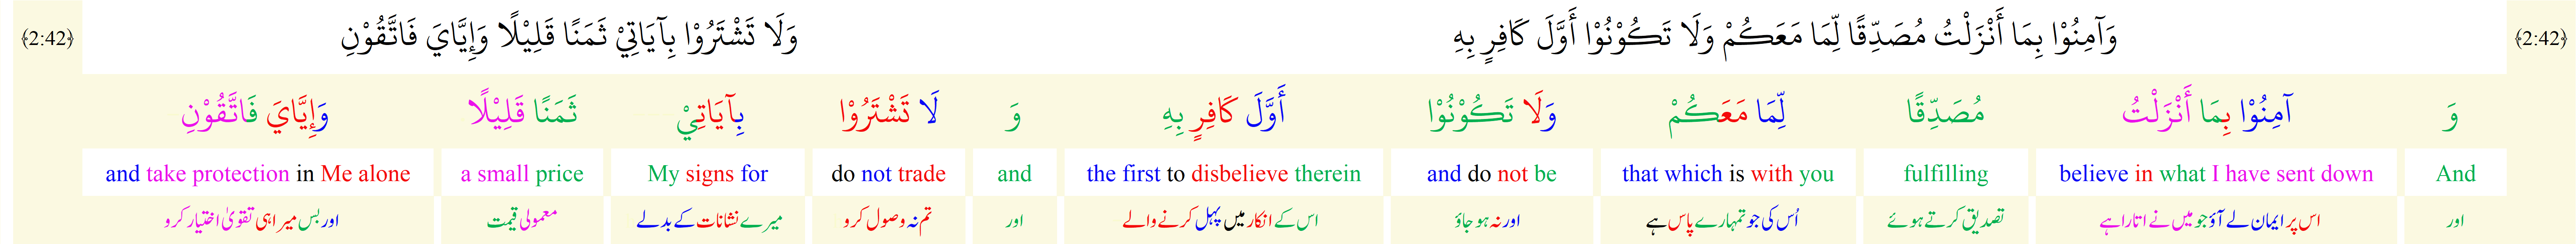 ﴿2:42﴾ وَآمِنُوْا بِمَا أَنْزَلْتُ مُصَدِّقًا لِّمَا مَعَكُمْ وَلَا تَكُوْنُوْا أَوَّلَ كَافِرٍ بِهِ وَلَا تَشْتَرُوْا بِآيَاتِيْ ثَمَنًا قَلِيْلًا وَإِيَّايَ فَاتَّقُوْنِ ﴿2:42﴾
وَ آمِنُوْا بِمَا أَنْزَلْتُ مُصَدِّقًا لِّمَا مَعَكُمْ وَلَا تَكُوْنُوْا أَوَّلَ كَافِرٍ بِهِ وَ لَا تَشْتَرُوْا بِآيَاتِيْ ثَمَنًا قَلِيْلًا وَإِيَّايَ فَاتَّقُوْنِ
And believe in what I have sent down fulfilling that which is with you and do not be the first to disbelieve therein and do not trade My signs for a small price and take protection in Me alone
اور اس پر ایمان لے آؤ جو میں نے اتارا ہے تصدیق کرتے ہوئے اُس کی جو تمہارے پاس ہے اور نہ ہو جاؤ اس کے انکار میں پہل کرنے والے اور تم نہ وصول کرو میرے نشانات کے بدلے معمولی قیمت اور بس میرا ہی تقویٰ اختیار کرو